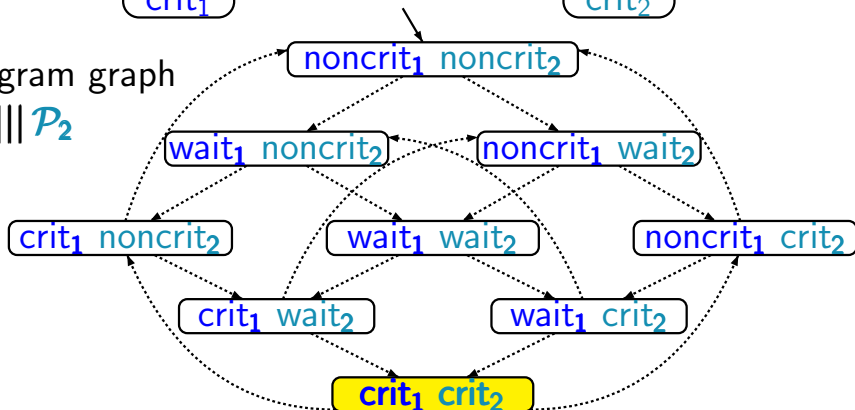 crit₁ crit₂
noncrit₁ noncrit₂
gram graph
||| 𝒫₂
wait₁ noncrit₂ noncrit₁ wait₂
crit₁ noncrit₂ wait₁ wait₂ noncrit₁ crit₂
crit₁ wait₂ wait₁ crit₂
crit₁ crit₂